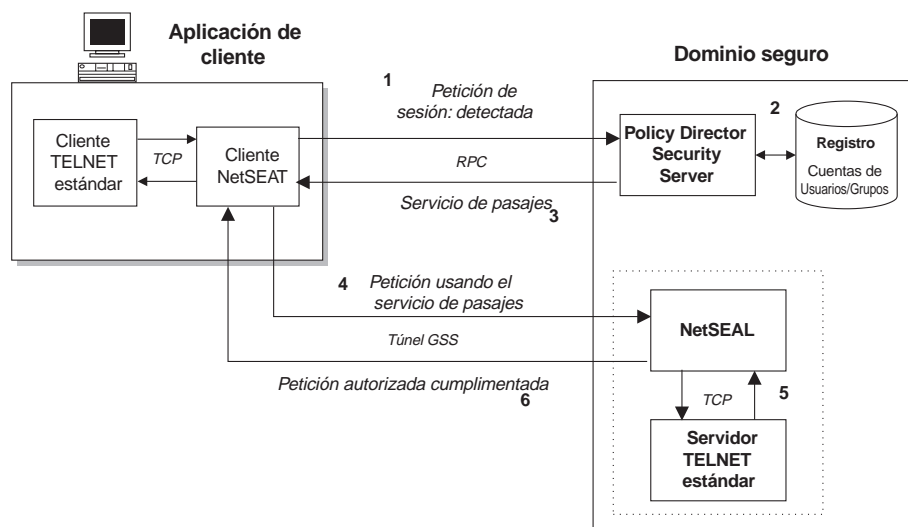 Aplicación de
cliente
Dominio seguro
1
Petición de
sesión: detectada
2
Cliente
TELNET
estándar
TCP
Cliente
NetSEAT
RPC
Policy Director
Security
Server
Registro
Cuentas de
Usuarios/Grupos
Servicio de pasajes
3
4
Petición usando el
servicio de pasajes
NetSEAL
Túnel GSS
Petición autorizada cumplimentada
6
TCP
5
Servidor
TELNET
estándar